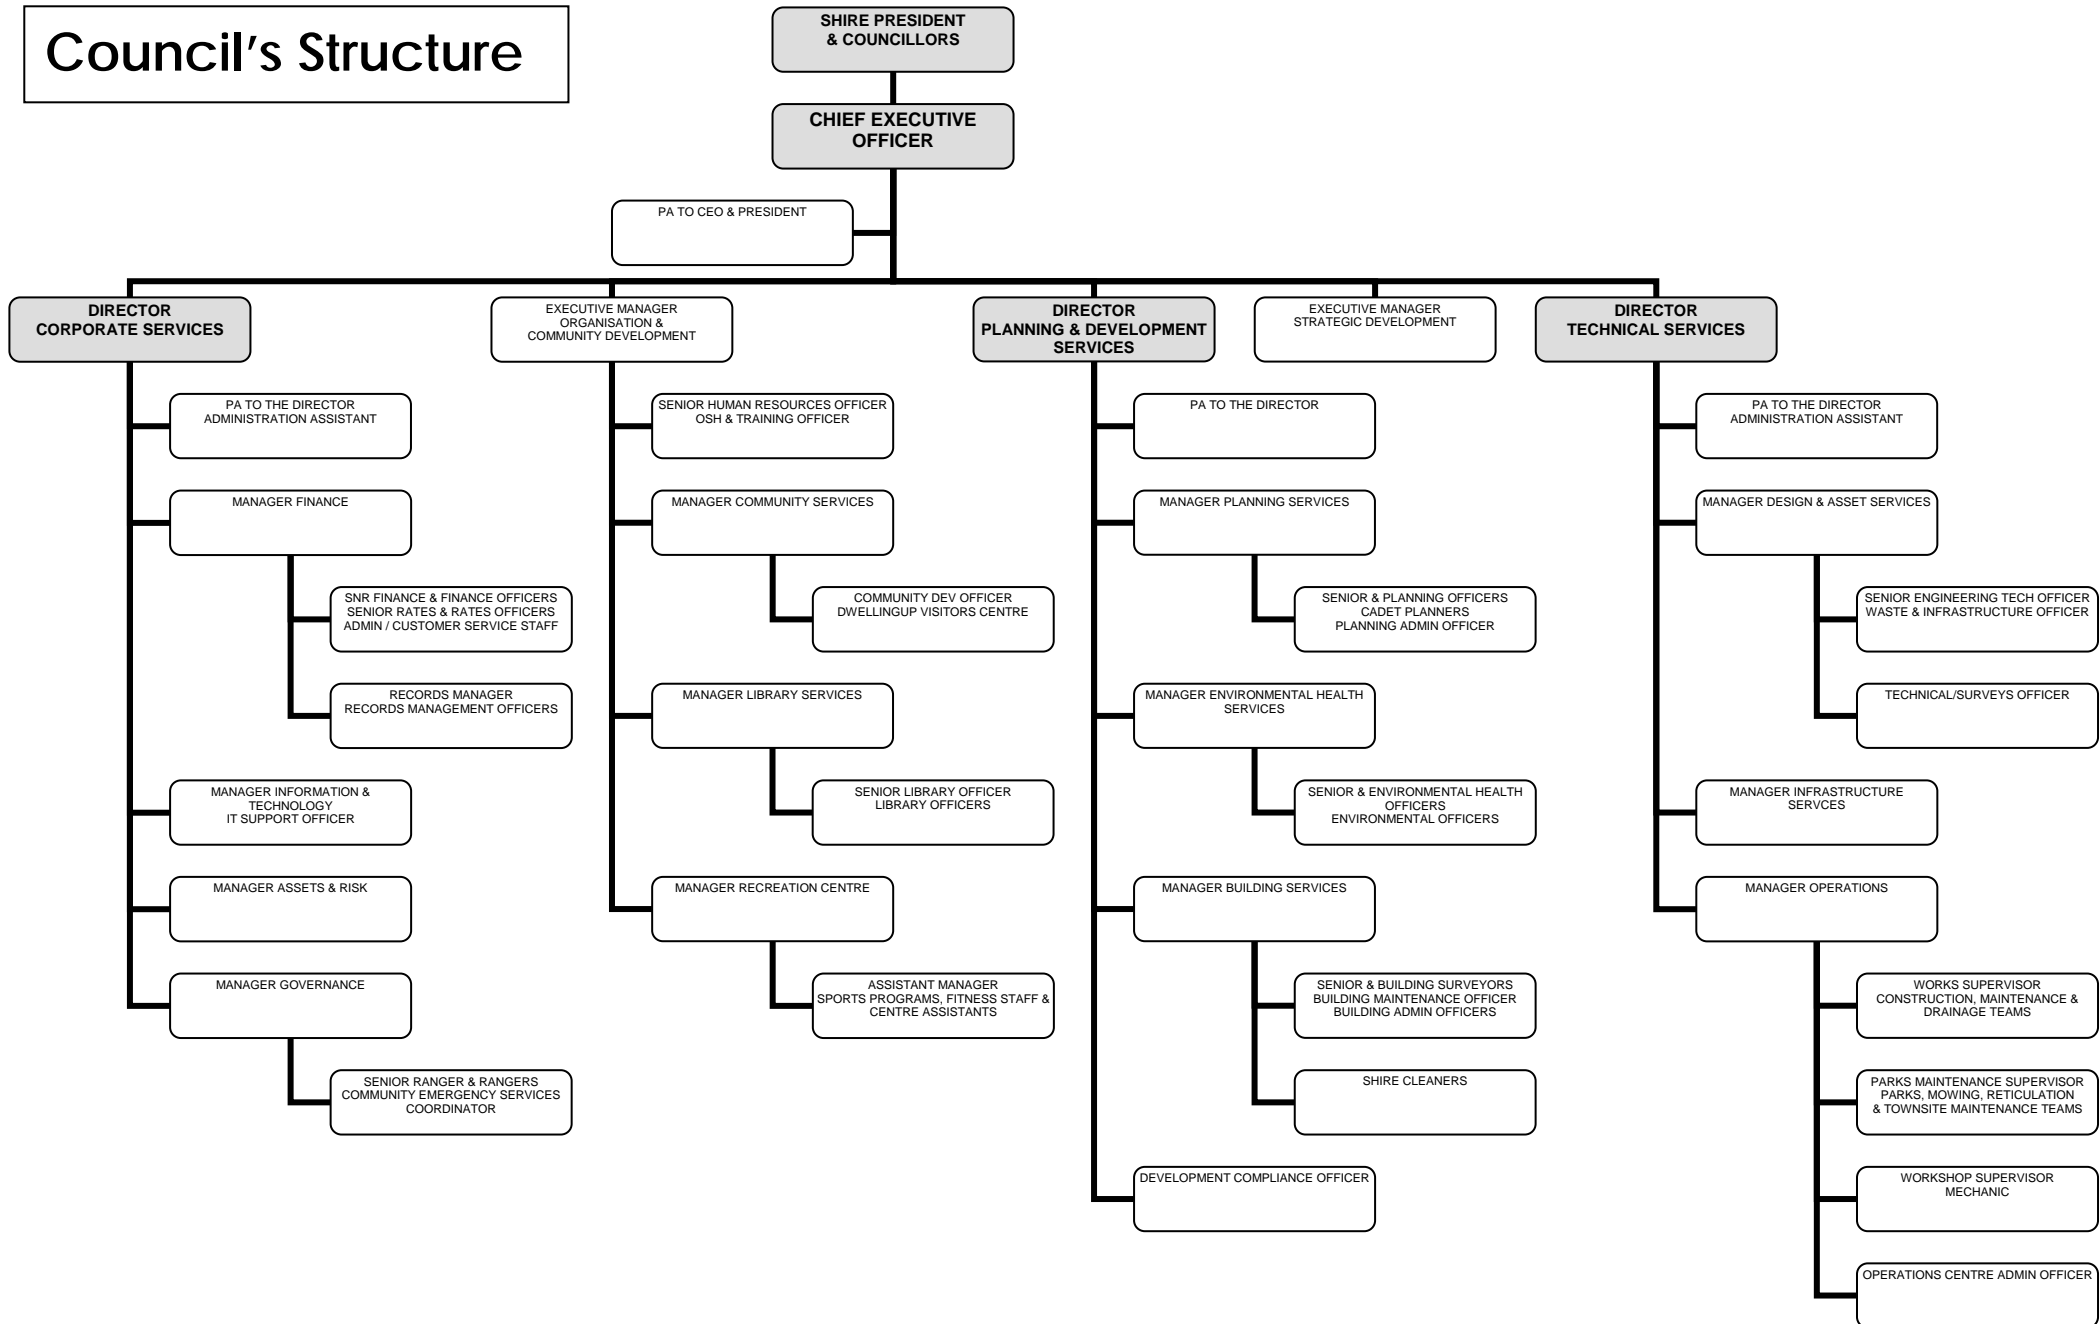 Council's Structure
SHIRE PRESIDENT
& COUNCILLORS
CHIEF EXECUTIVE
OFFICER
PA TO CEO & PRESIDENT
DIRECTOR
CORPORATE SERVICES
EXECUTIVE MANAGER
ORGANISATION &
COMMUNITY DEVELOPMENT
DIRECTOR
PLANNING & DEVELOPMENT
SERVICES
EXECUTIVE MANAGER
STRATEGIC DEVELOPMENT
DIRECTOR
TECHNICAL SERVICES
PA TO THE DIRECTOR
ADMINISTRATION ASSISTANT
MANAGER FINANCE
SNR FINANCE & FINANCE OFFICERS
SENIOR RATES & RATES OFFICERS
ADMIN / CUSTOMER SERVICE STAFF
RECORDS MANAGER
RECORDS MANAGEMENT OFFICERS
MANAGER INFORMATION &
TECHNOLOGY
IT SUPPORT OFFICER
MANAGER ASSETS & RISK
MANAGER GOVERNANCE
SENIOR RANGER & RANGERS
COMMUNITY EMERGENCY SERVICES
COORDINATOR
SENIOR HUMAN RESOURCES OFFICER
OSH & TRAINING OFFICER
MANAGER COMMUNITY SERVICES
COMMUNITY DEV OFFICER
DWELLINGUP VISITORS CENTRE
MANAGER LIBRARY SERVICES
SENIOR LIBRARY OFFICER
LIBRARY OFFICERS
MANAGER RECREATION CENTRE
ASSISTANT MANAGER
SPORTS PROGRAMS, FITNESS STAFF &
CENTRE ASSISTANTS
PA TO THE DIRECTOR
MANAGER PLANNING SERVICES
SENIOR & PLANNING OFFICERS
CADET PLANNERS
PLANNING ADMIN OFFICER
MANAGER ENVIRONMENTAL HEALTH
SERVICES
SENIOR & ENVIRONMENTAL HEALTH
OFFICERS
ENVIRONMENTAL OFFICERS
MANAGER BUILDING SERVICES
SENIOR & BUILDING SURVEYORS
BUILDING MAINTENANCE OFFICER
BUILDING ADMIN OFFICERS
SHIRE CLEANERS
DEVELOPMENT COMPLIANCE OFFICER
PA TO THE DIRECTOR
ADMINISTRATION ASSISTANT
MANAGER DESIGN & ASSET SERVICES
SENIOR ENGINEERING TECH OFFICER
WASTE & INFRASTRUCTURE OFFICER
TECHNICAL/SURVEYS OFFICER
MANAGER INFRASTRUCTURE
SERVCES
MANAGER OPERATIONS
WORKS SUPERVISOR
CONSTRUCTION, MAINTENANCE &
DRAINAGE TEAMS
PARKS MAINTENANCE SUPERVISOR
PARKS, MOWING, RETICULATION
& TOWNSITE MAINTENANCE TEAMS
WORKSHOP SUPERVISOR
MECHANIC
OPERATIONS CENTRE ADMIN OFFICER